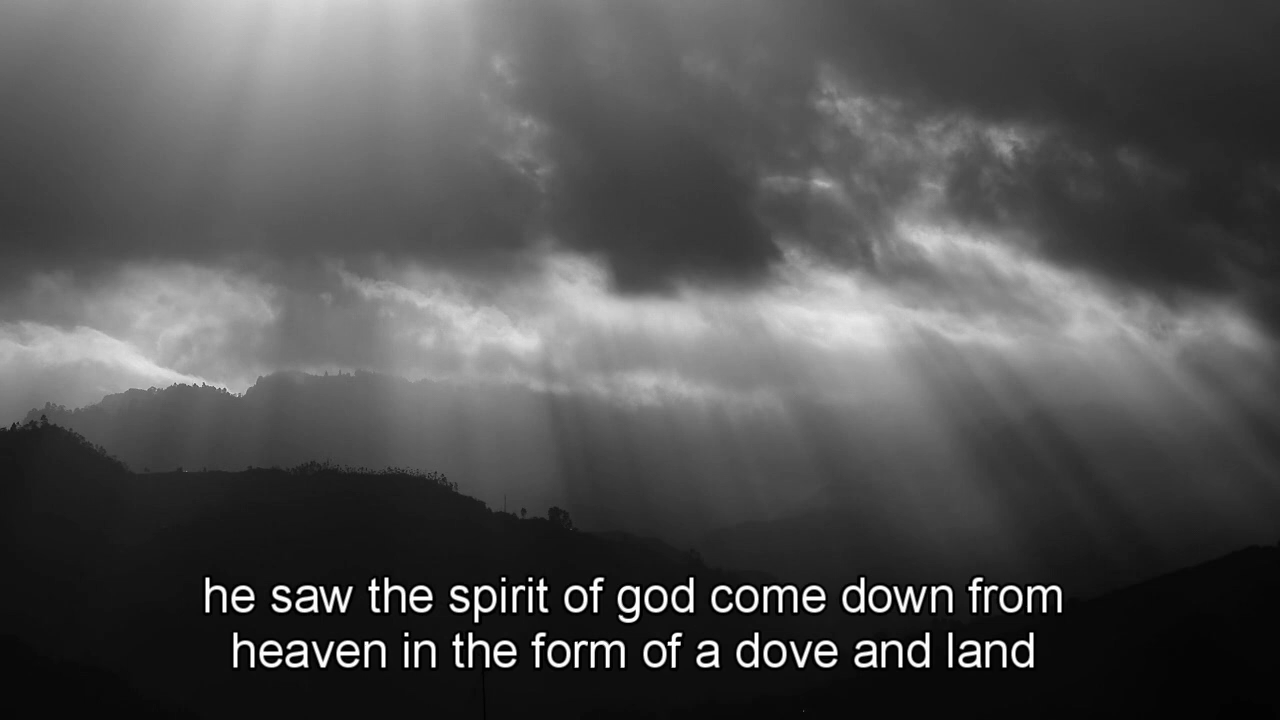 he saw the spirit of god come down from
heaven in the form of a dove and land